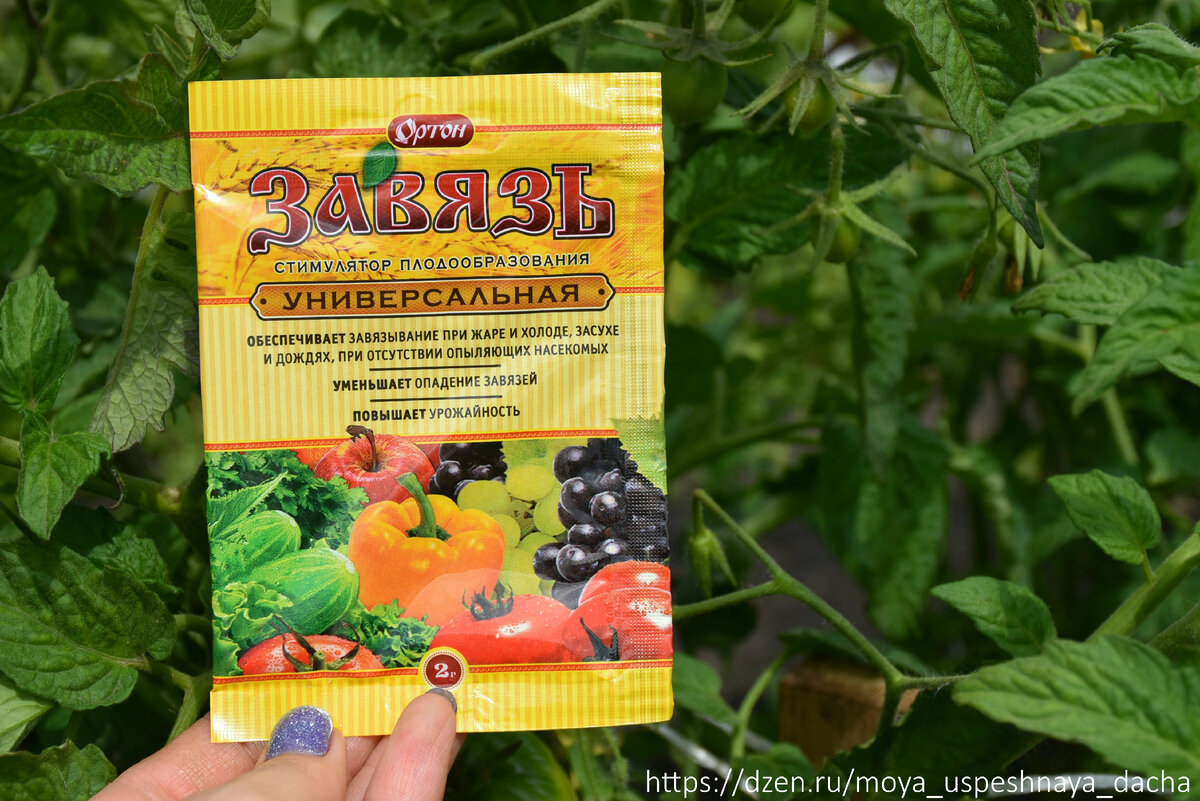 Ортон
Завязь
СТИМУЛЯТОР ПЛОДООБРАЗОВАНИЯ
УНИВЕРСАЛЬНАЯ
ОБЕСПЕЧИВАЕТ ЗАВЯЗЫВАНИЕ ПРИ ЖАРЕ И ХОЛОДЕ, ЗАСУХЕ
И ДОЖДЯХ, ПРИ ОТСУТСТВИИ ОПЫЛЯЮЩИХ НАСЕКОМЫХ
УМЕНЬШАЕТ ОПАДЕНИЕ ЗАВЯЗЕЙ
ПОВЫШАЕТ УРОЖАЙНОСТЬ
2г
https://dzen.ru/moya_uspeshnaya_dacha